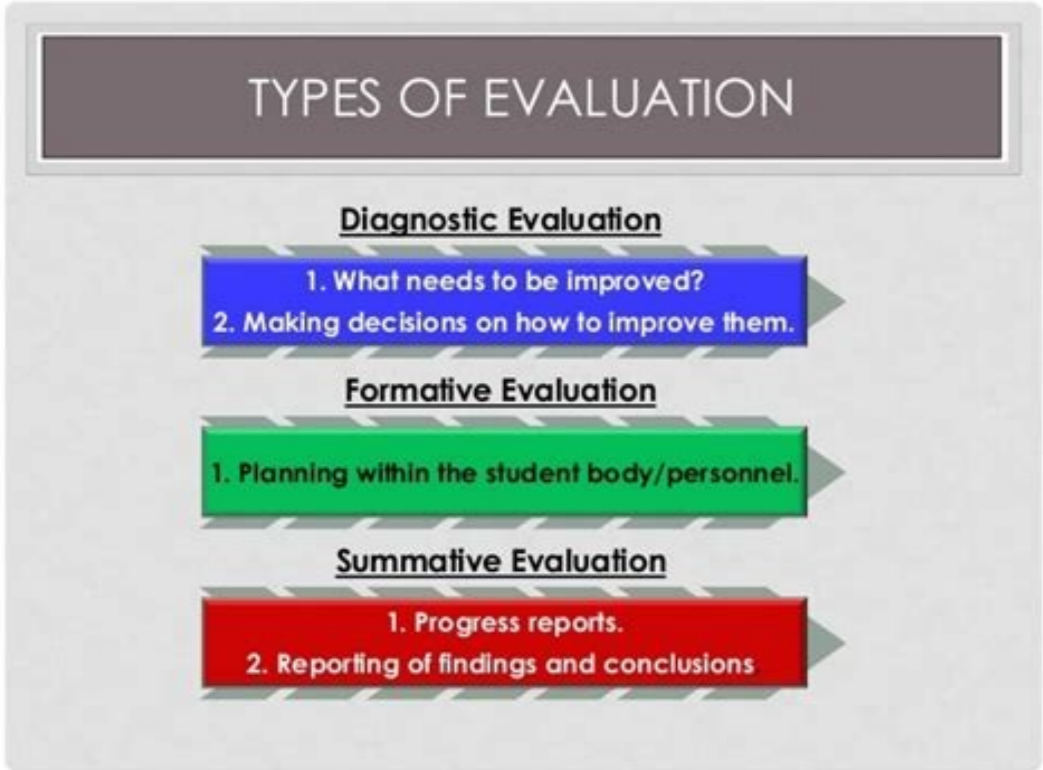 TYPES OF EVALUATION
Diagnostic Evaluation
1. What needs to be improved?
2. Making decisions on how to improve them.
Formative Evaluation
1. Planning within the student body/personnel.
Summative Evaluation
1. Progress reports.
2. Reporting of findings and conclusions